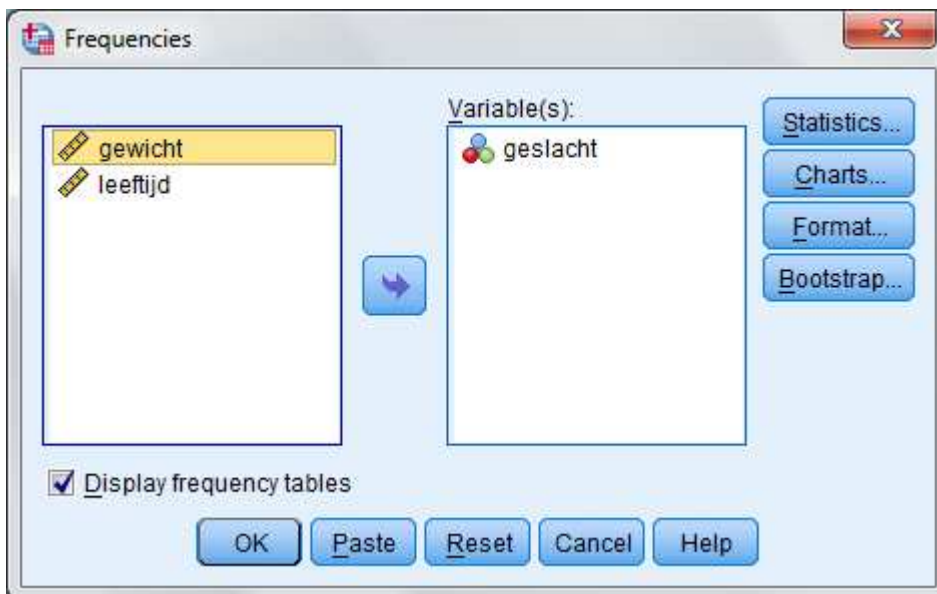 Frequencies
Variable(s):
gewicht
leeftijd
geslacht
Statistics...
Charts...
Format...
Bootstrap...
Display frequency tables
OK
Paste
Reset
Cancel
Help